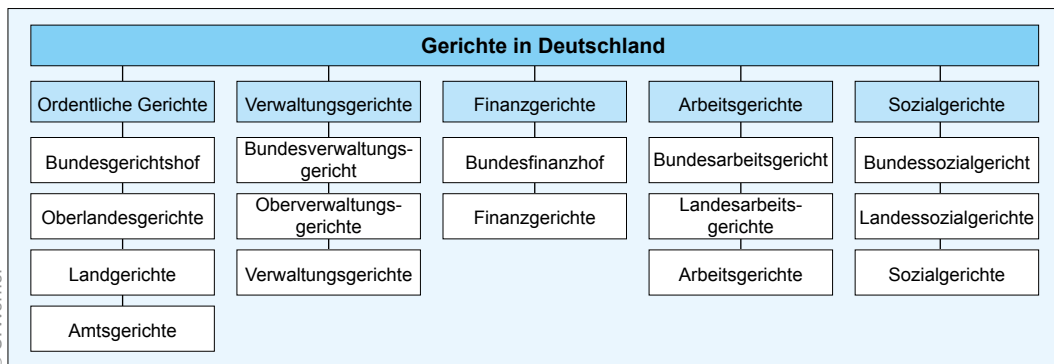 Gerichte in Deutschland
Ordentliche Gerichte
Verwaltungsgerichte
Finanzgerichte
Arbeitsgerichte
Sozialgerichte
Bundesgerichtshof
Bundesverwaltungs-
gericht
Bundesfinanzhof
Bundesarbeitsgericht
Bundessozialgericht
Oberlandesgerichte
Oberverwaltungs-
gerichte
Finanzgerichte
Landesarbeits-
gerichte
Landessozialgerichte
Landgerichte
Verwaltungsgerichte
Arbeitsgerichte
Sozialgerichte
Amtsgerichte